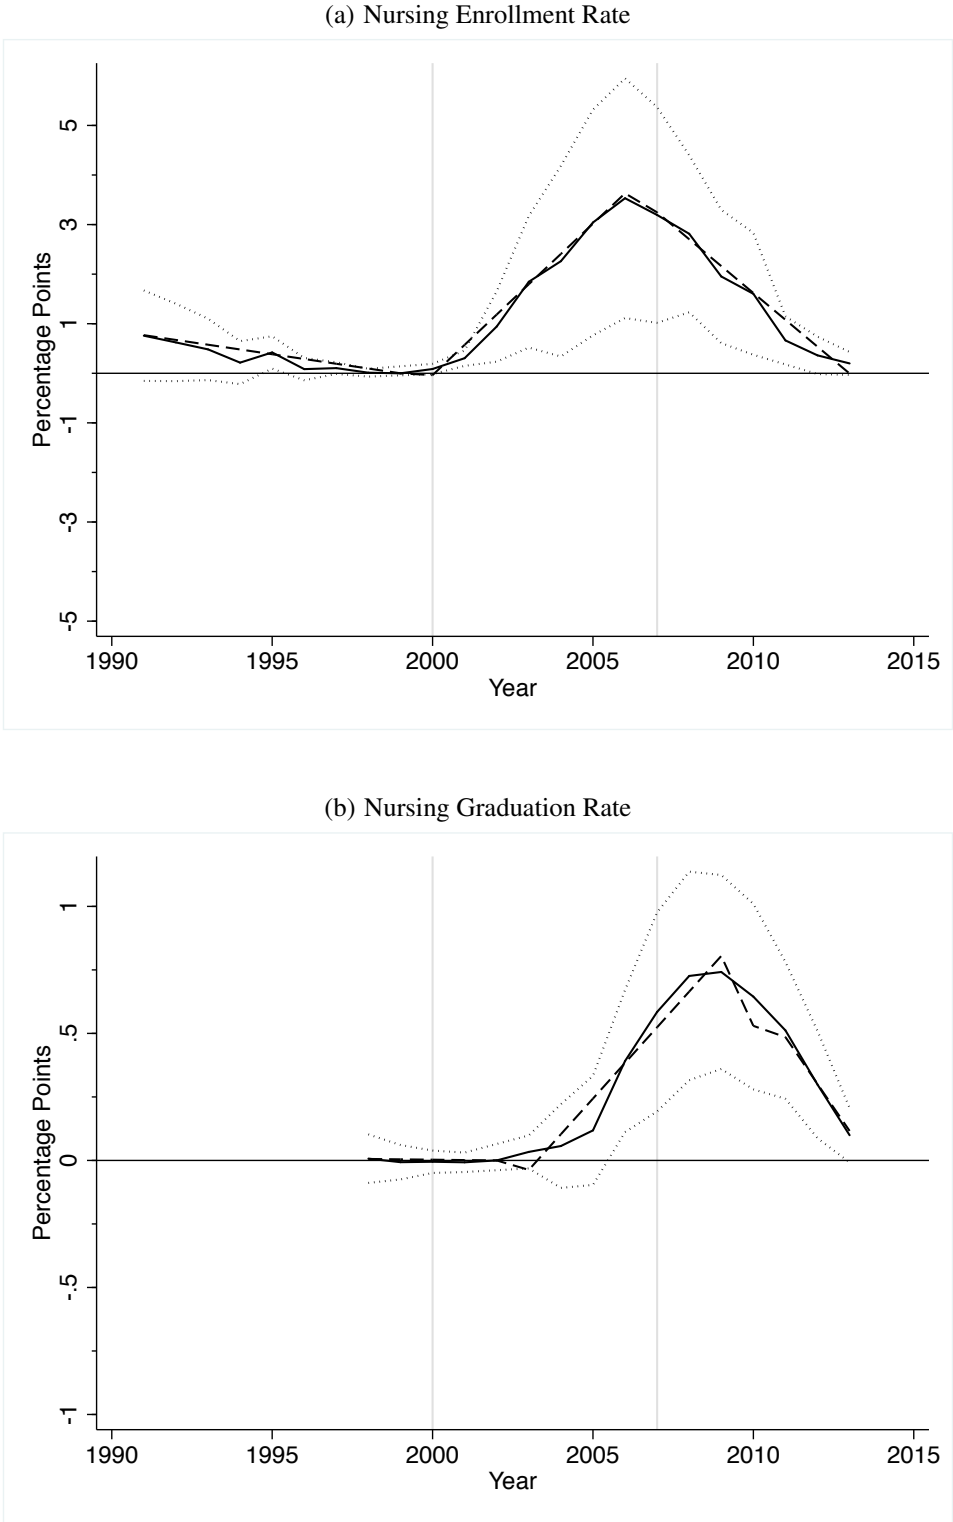 (a) Nursing Enrollment Rate
Percentage Points
5
3
1
-1
-3
-5
1990 1995 2000 2005 2010 2015
Year
(b) Nursing Graduation Rate
Percentage Points
1
.5
0
-.5
-1
1990 1995 2000 2005 2010 2015
Year